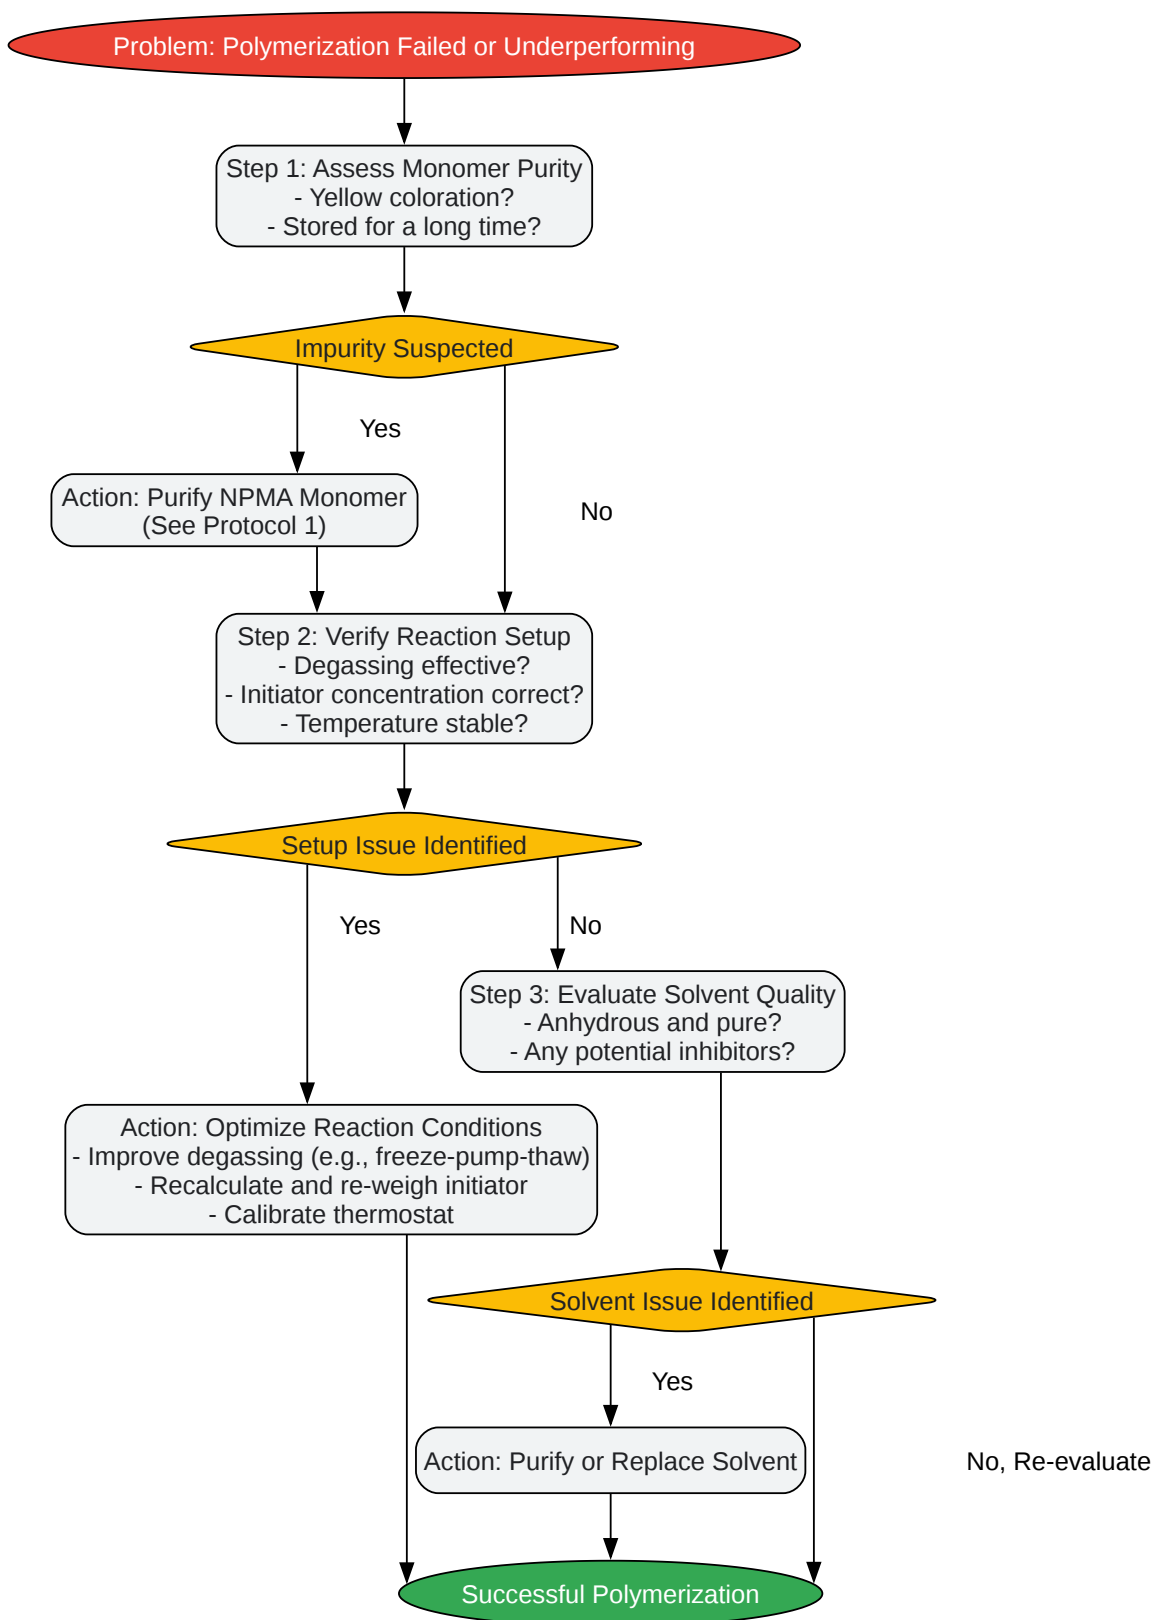 Problem: Polymerization Failed or Underperforming
Step 1: Assess Monomer Purity
- Yellow coloration?
- Stored for a long time?
Impurity Suspected
Yes
Action: Purify NPMA Monomer
(See Protocol 1)
No
Step 2: Verify Reaction Setup
- Degassing effective?
- Initiator concentration correct?
- Temperature stable?
Setup Issue Identified
Yes
No
Step 3: Evaluate Solvent Quality
- Anhydrous and pure?
- Any potential inhibitors?
Action: Optimize Reaction Conditions
- Improve degassing (e.g., freeze-pump-thaw)
- Recalculate and re-weigh initiator
- Calibrate thermostat
Solvent Issue Identified
Yes
Action: Purify or Replace Solvent
No, Re-evaluate
Successful Polymerization